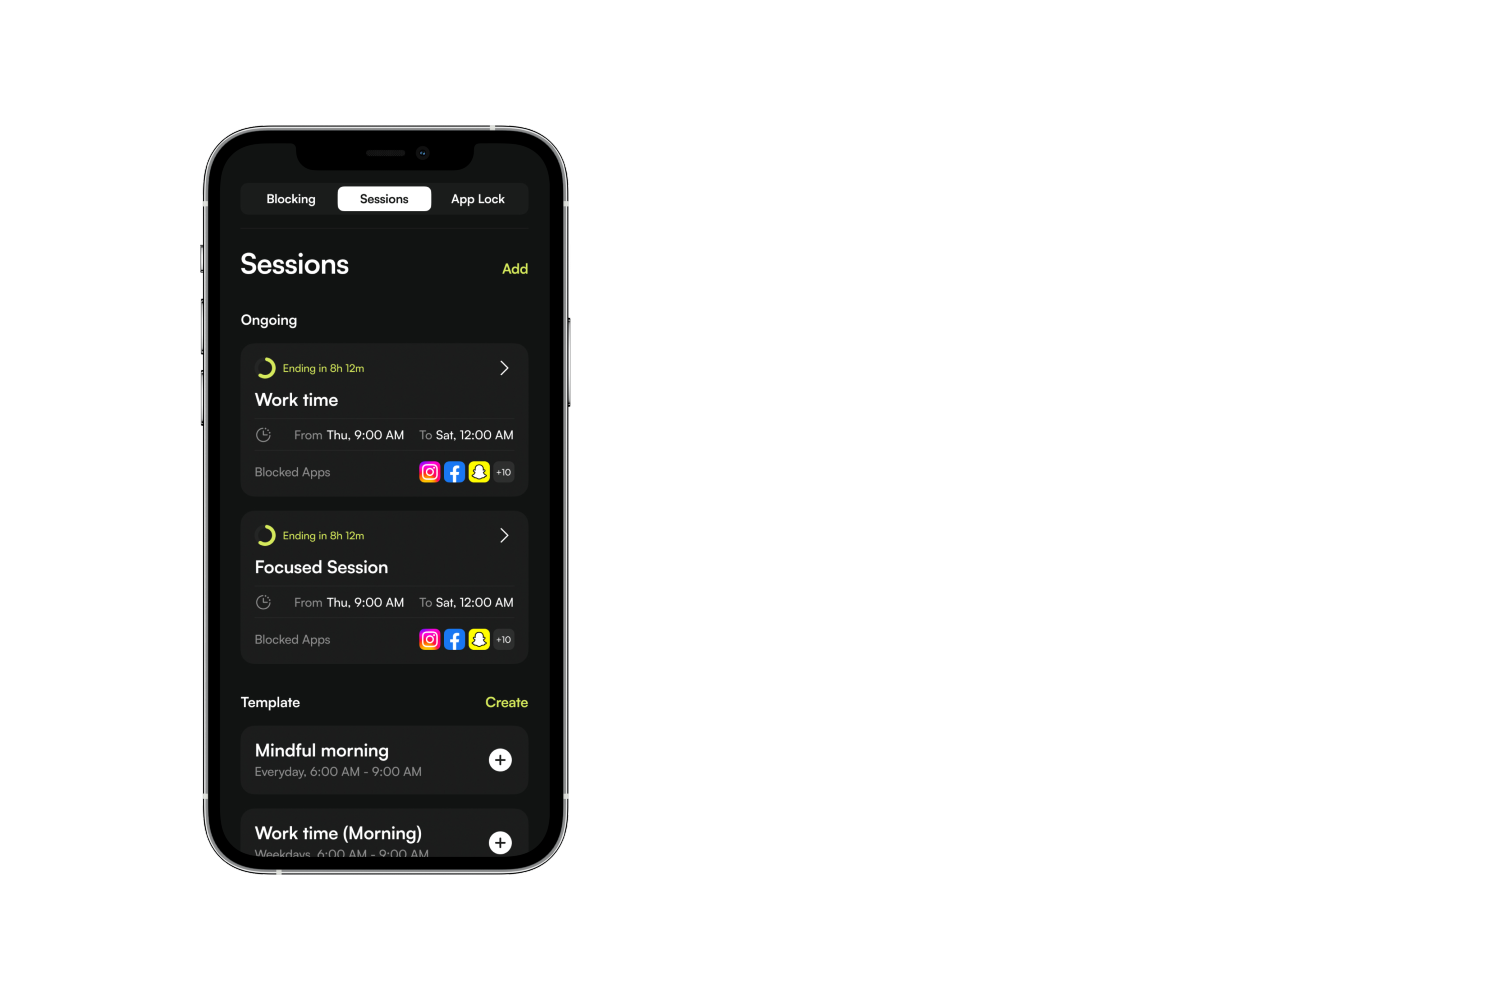 Blocking Sessions App Lock
Sessions Add
Ongoing
Ending in 8h 12m
Work time
From Thu, 9:00 AM To Sat, 12:00 AM
Blocked Apps +10
Ending in 8h 12m
Focused Session
From Thu, 9:00 AM To Sat, 12:00 AM
Blocked Apps +10
Template Create
Mindful morning
Everyday, 6:00 AM - 9:00 AM
Work time (Morning)
Weekdays, 6:00 AM - 9:00 AM